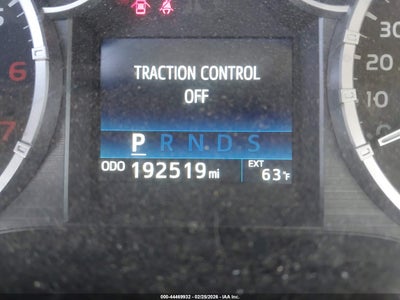 TRACTION CONTROL
OFF
P R N D S
ODO 192519 mi
EXT
63°F
6
7
30
20
10
0
000-44469932 - 02/25/2026 - IAA Inc.